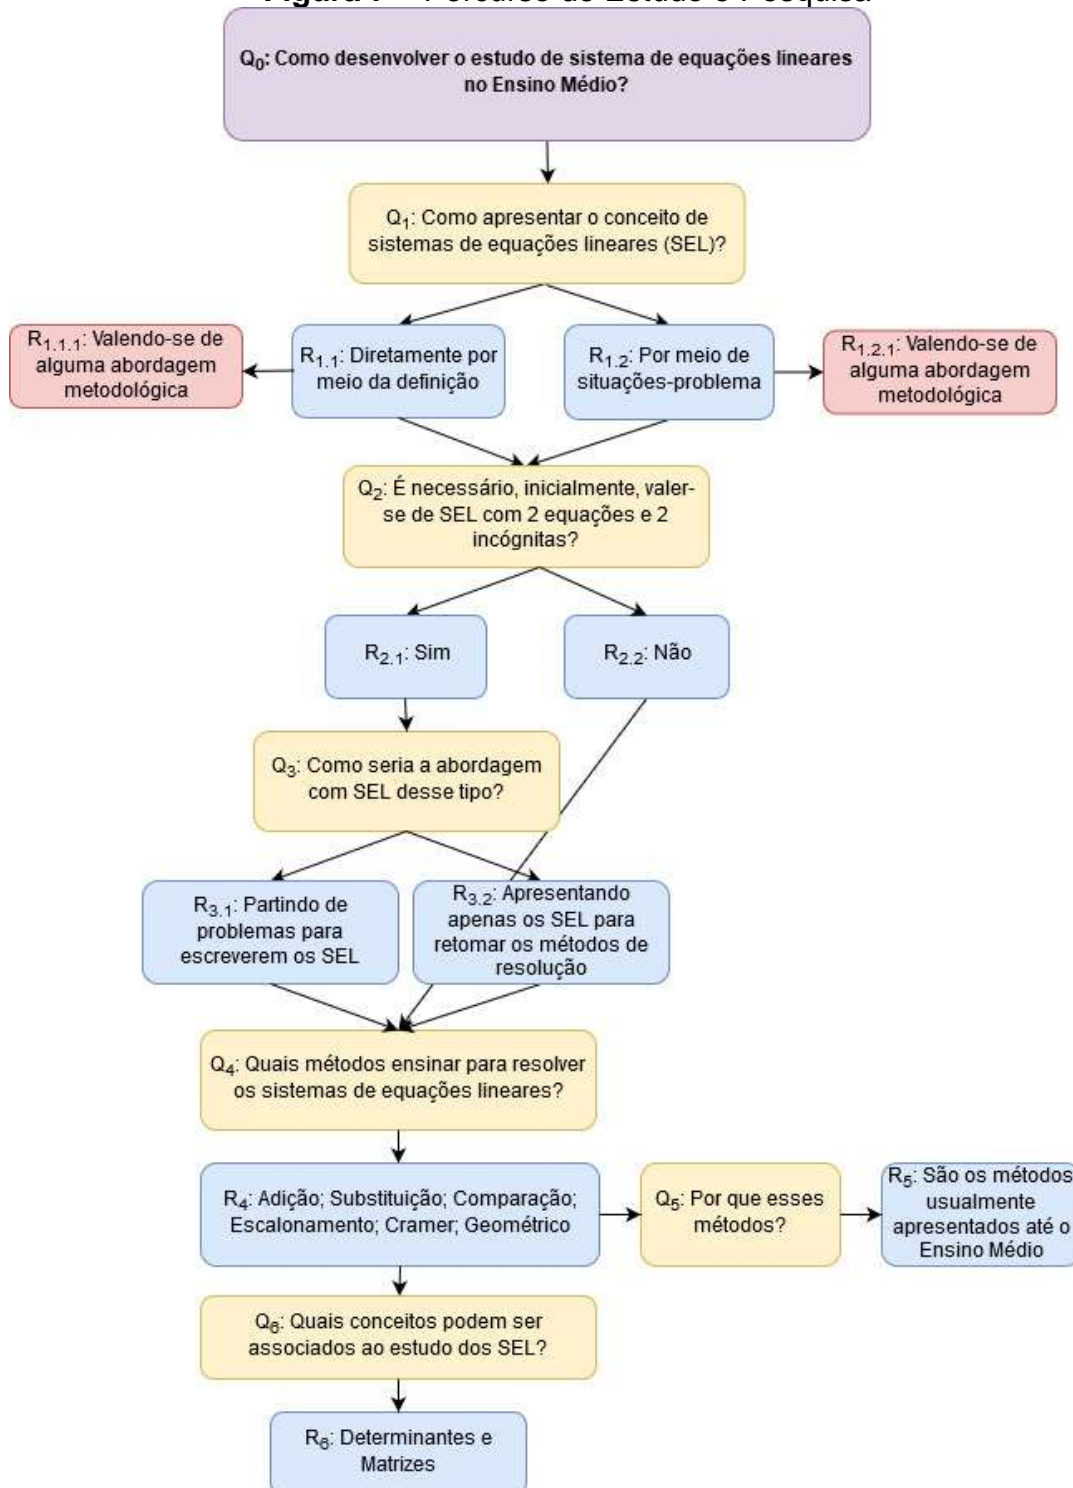 Q0: Como desenvolver o estudo de sistema de equações lineares
no Ensino Médio?
Q1: Como apresentar o conceito de
sistemas de equações lineares (SEL)?
R1.1.1: Valendo-se de
alguma abordagem
metodológica
R1.1: Diretamente por
meio da definição
R1.2: Por meio de
situações-problema
R1.2.1: Valendo-se de
alguma abordagem
metodológica
Q2: É necessário, inicialmente, valer-
se de SEL com 2 equações e 2
incógnitas?
R2.1: Sim
R2.2: Não
Q3: Como seria a abordagem
com SEL desse tipo?
R3.1: Partindo de
problemas para
escreverem os SEL
R3.2: Apresentando
apenas os SEL para
retomar os métodos de
resolução
Q4: Quais métodos ensinar para resolver
os sistemas de equações lineares?
R4: Adição; Substituição; Comparação;
Escalonamento; Cramer; Geométrico
Q5: Por que esses
métodos?
R5: São os métodos
usualmente
apresentados até o
Ensino Médio
Q6: Quais conceitos podem ser
associados ao estudo dos SEL?
R6: Determinantes e
Matrizes